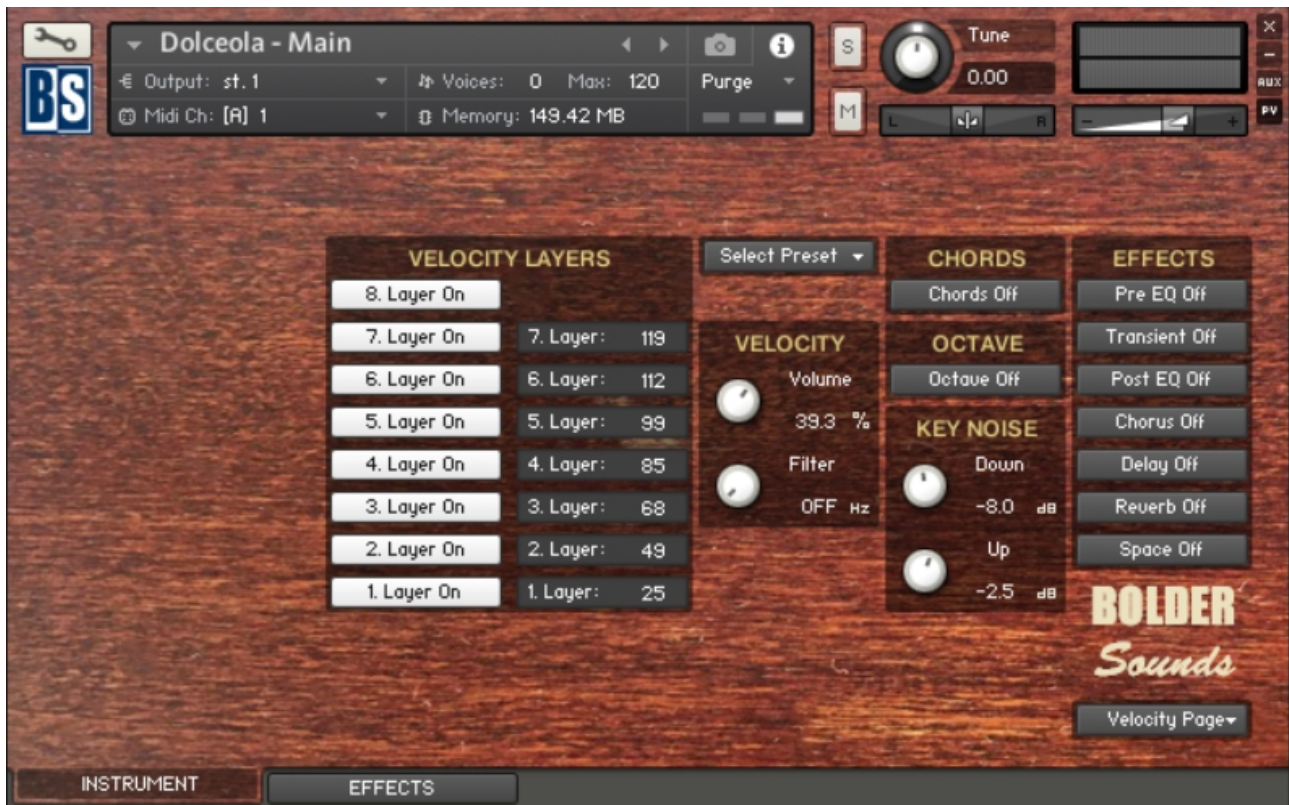 Dolceola - Main
Output: st. 1
Voices: 0 Max: 120
Purge
Midi Ch: [A] 1
Memory: 149.42 MB
S
M
Tune
0.00
L R
- +
×
−
AUX
PV
BS
VELOCITY LAYERS
8. Layer On
7. Layer On 7. Layer: 119
6. Layer On 6. Layer: 112
5. Layer On 5. Layer: 99
4. Layer On 4. Layer: 85
3. Layer On 3. Layer: 68
2. Layer On 2. Layer: 49
1. Layer On 1. Layer: 25
Select Preset
VELOCITY
Volume
39.3 %
Filter
OFF Hz
CHORDS
Chords Off
OCTAVE
Octave Off
KEY NOISE
Down
-8.0 dB
Up
-2.5 dB
EFFECTS
Pre EQ Off
Transient Off
Post EQ Off
Chorus Off
Delay Off
Reverb Off
Space Off
BOLDER
Sounds
Velocity Page
INSTRUMENT
EFFECTS